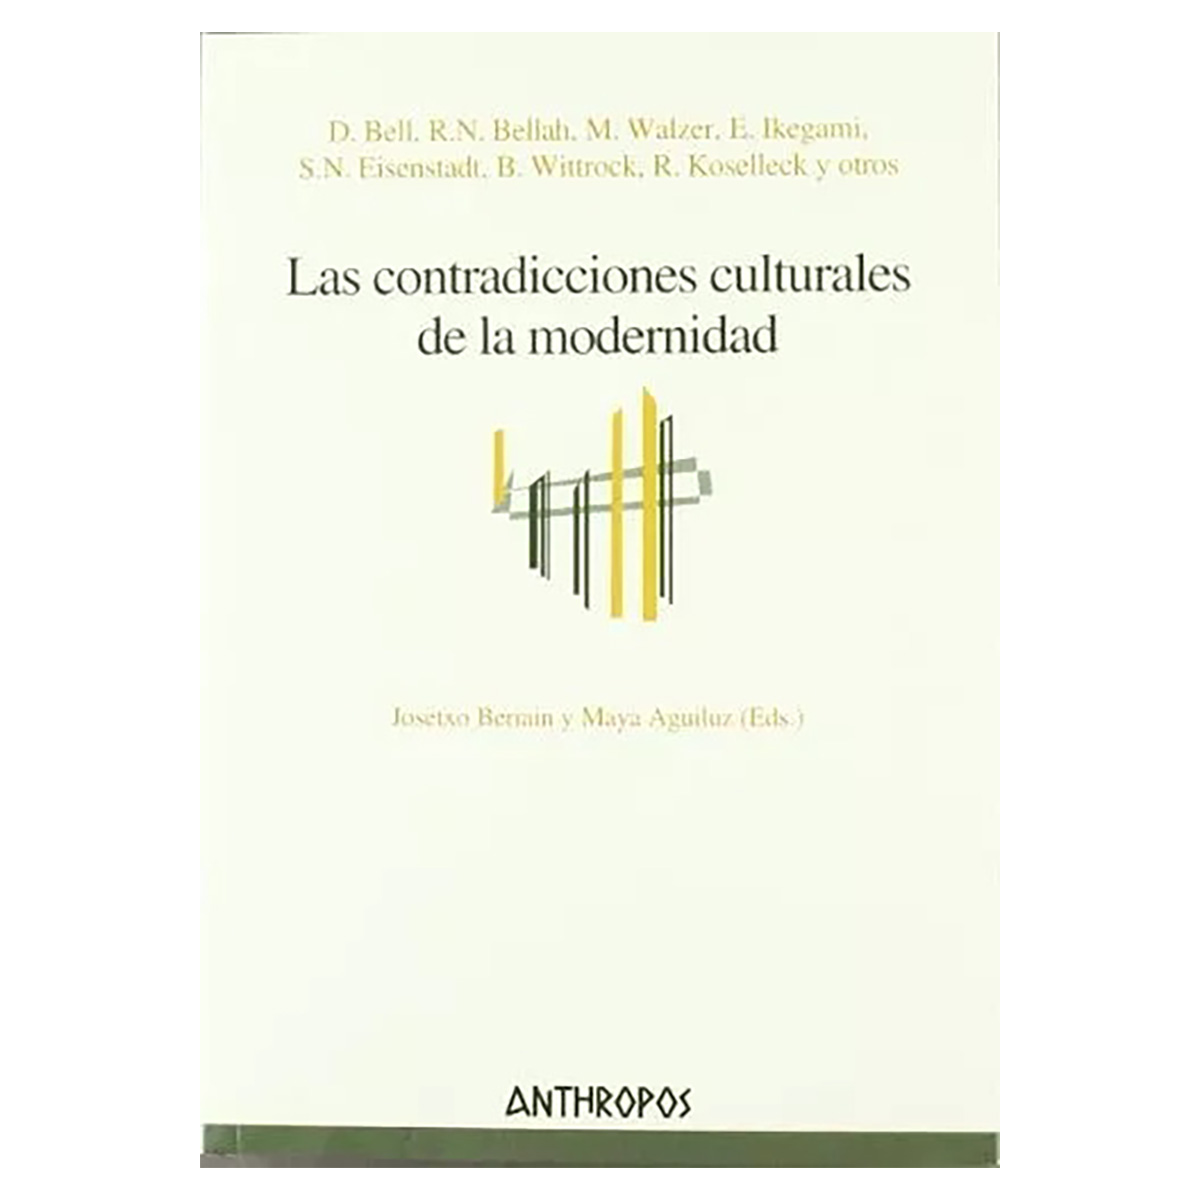 D. Bell, R.N. Bellah, M. Walzer, E. Ikegami,
S.N. Eisenstadt, B. Wittrock, R. Koselleck y otros
Las contradicciones culturales
de la modernidad
Josetxo Beriain y Maya Aguiluz (Eds.)
ANTHROPOS